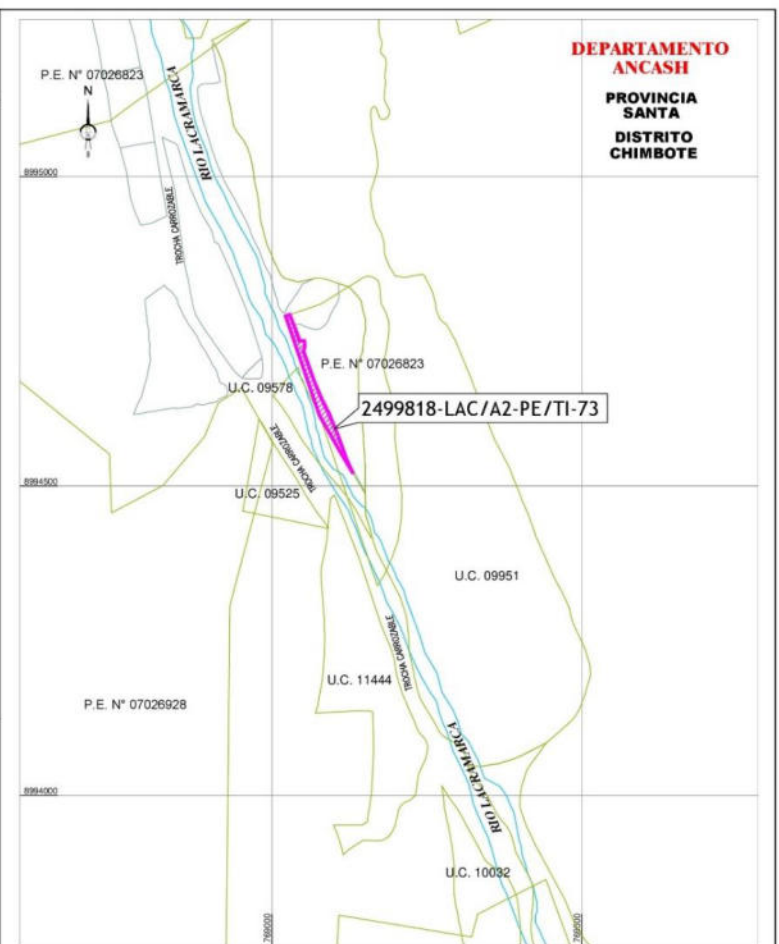 DEPARTAMENTO
ANCASH
PROVINCIA
SANTA
DISTRITO
CHIMBOTE
P.E. N° 07026823
N
RIO LACRAMARCA
8995000
TROCHA CARROZABLE
P.E. N° 07026823
U.C. 09578
2499818-LAC/A2-PE/TI-73
TROCHA CARROZABLE
8994500
U.C. 09525
U.C. 09951
TROCHA CARROZABLE
U.C. 11444
P.E. N° 07026928
RIO LACRAMARCA
8994000
U.C. 10032